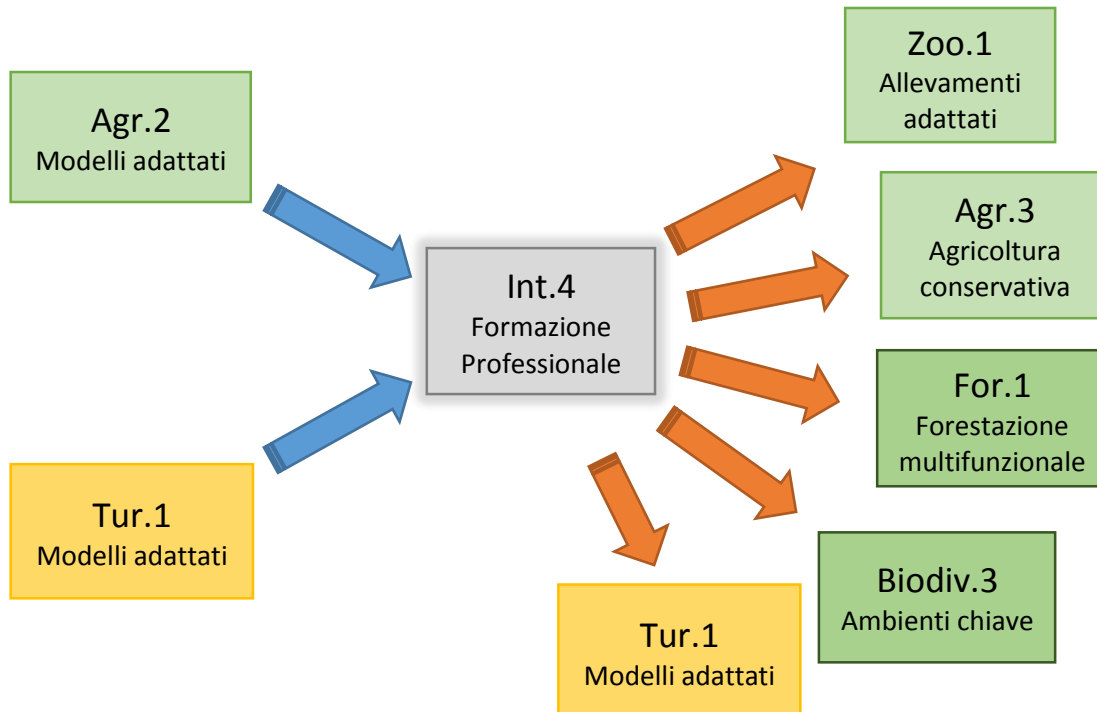 Agr.2
Modelli adattati
Tur.1
Modelli adattati
Int.4
Formazione
Professionale
Zoo.1
Allevamenti
adattati
Agr.3
Agricoltura
conservativa
For.1
Forestazione
multifunzionale
Biodiv.3
Ambienti chiave
Tur.1
Modelli adattati